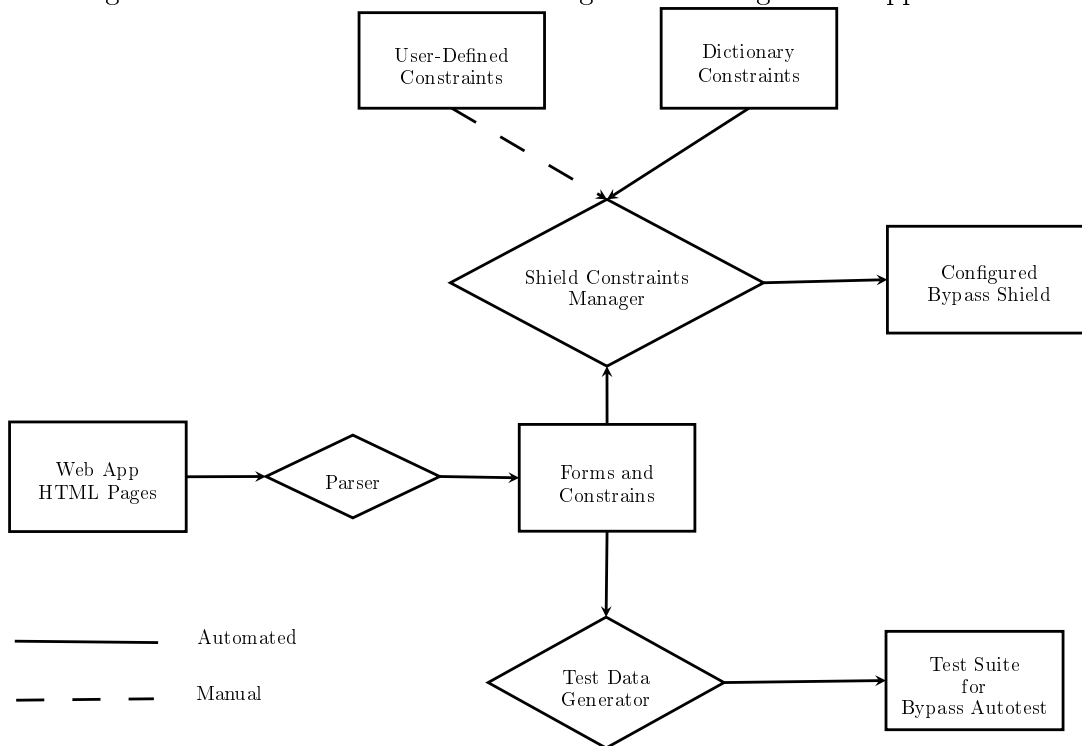 User-Defined
Constraints
Dictionary
Constraints
Shield Constraints
Manager
Configured
Bypass Shield
Web App
HTML Pages
Parser
Forms and
Constrains
Automated
Manual
Test Data
Generator
Test Suite
for
Bypass Autotest